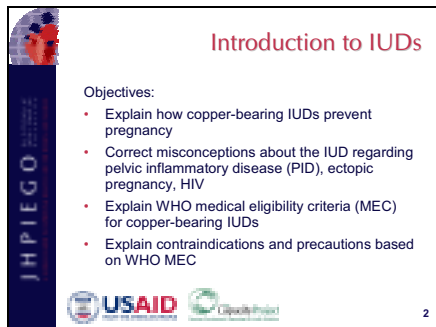 Introduction to IUDs
Objectives:
• Explain how copper-bearing IUDs prevent
pregnancy
• Correct misconceptions about the IUD regarding
pelvic inflammatory disease (PID), ectopic
pregnancy, HIV
• Explain WHO medical eligibility criteria (MEC)
for copper-bearing IUDs
• Explain contraindications and precautions based
on WHO MEC
JHPIEGO
USAID
CapacityProject
2